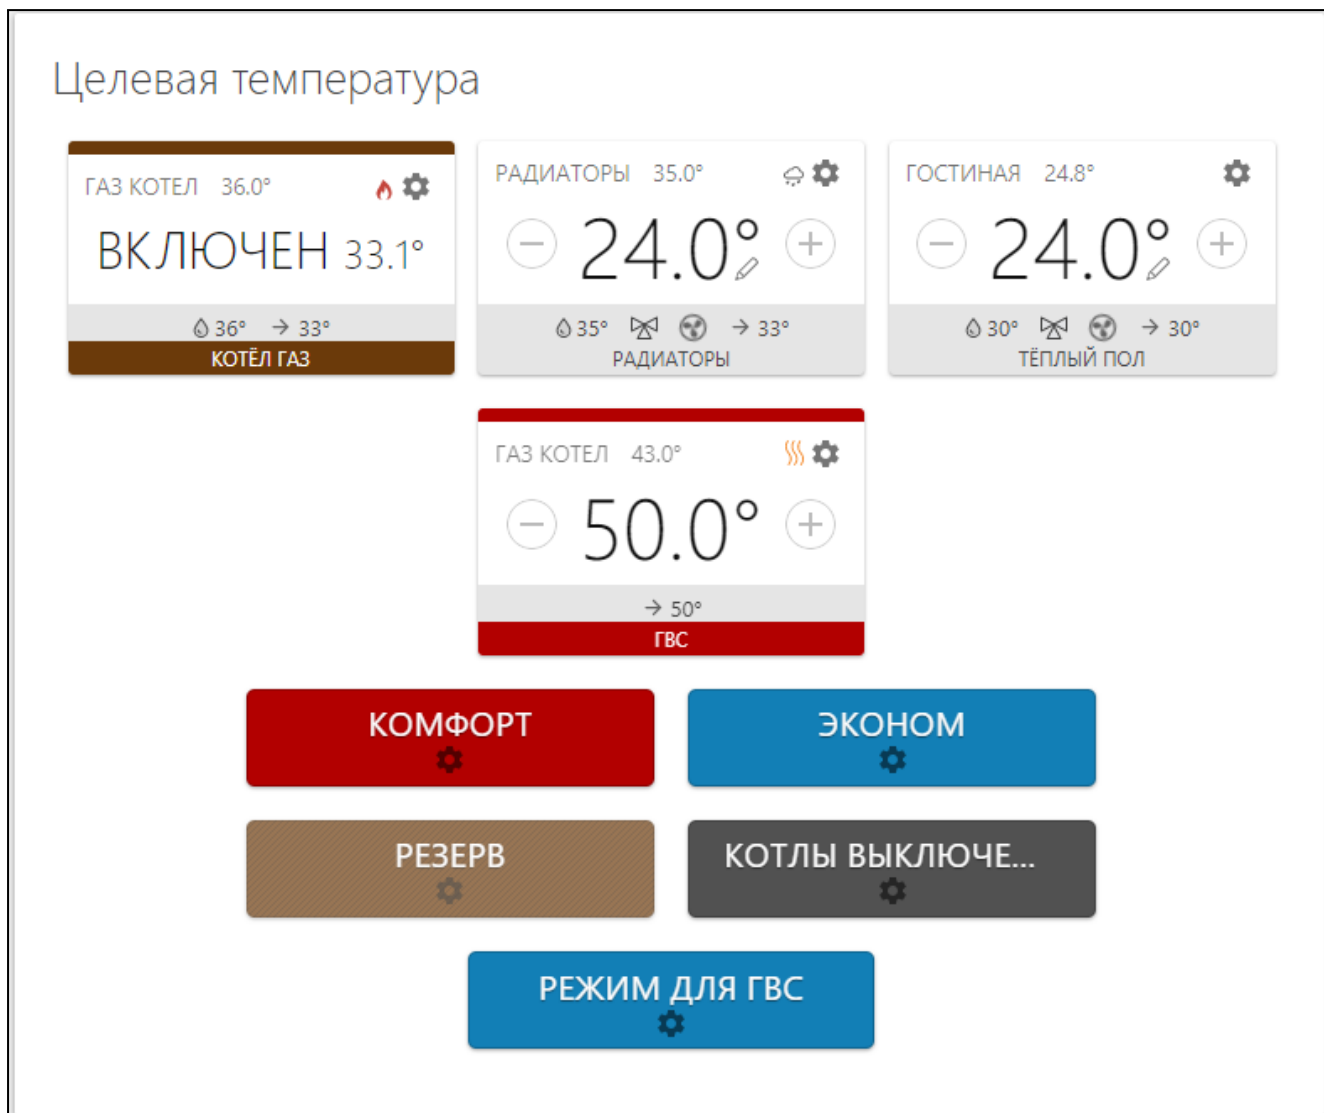 Целевая температура
ГАЗ КОТЕЛ 36.0°
ВКЛЮЧЕН 33.1°
36° → 33°
КОТЁЛ ГАЗ
РАДИАТОРЫ 35.0°
24.0°
35° → 33°
РАДИАТОРЫ
ГОСТИНАЯ 24.8°
24.0°
30° → 30°
ТЁПЛЫЙ ПОЛ
ГАЗ КОТЕЛ 43.0°
50.0°
→ 50°
ГВС
КОМФОРТ
ЭКОНОМ
РЕЗЕРВ
КОТЛЫ ВЫКЛЮЧЕ...
РЕЖИМ ДЛЯ ГВС